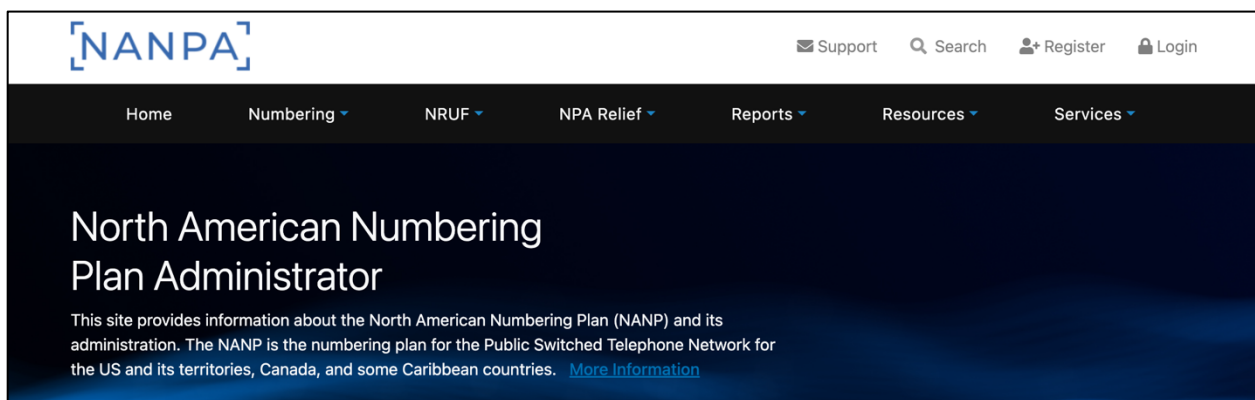 NANPA
Support Search Register Login
Home Numbering NRUF NPA Relief Reports Resources Services
North American Numbering
Plan Administrator
This site provides information about the North American Numbering Plan (NANP) and its
administration. The NANP is the numbering plan for the Public Switched Telephone Network for
the US and its territories, Canada, and some Caribbean countries. More Information